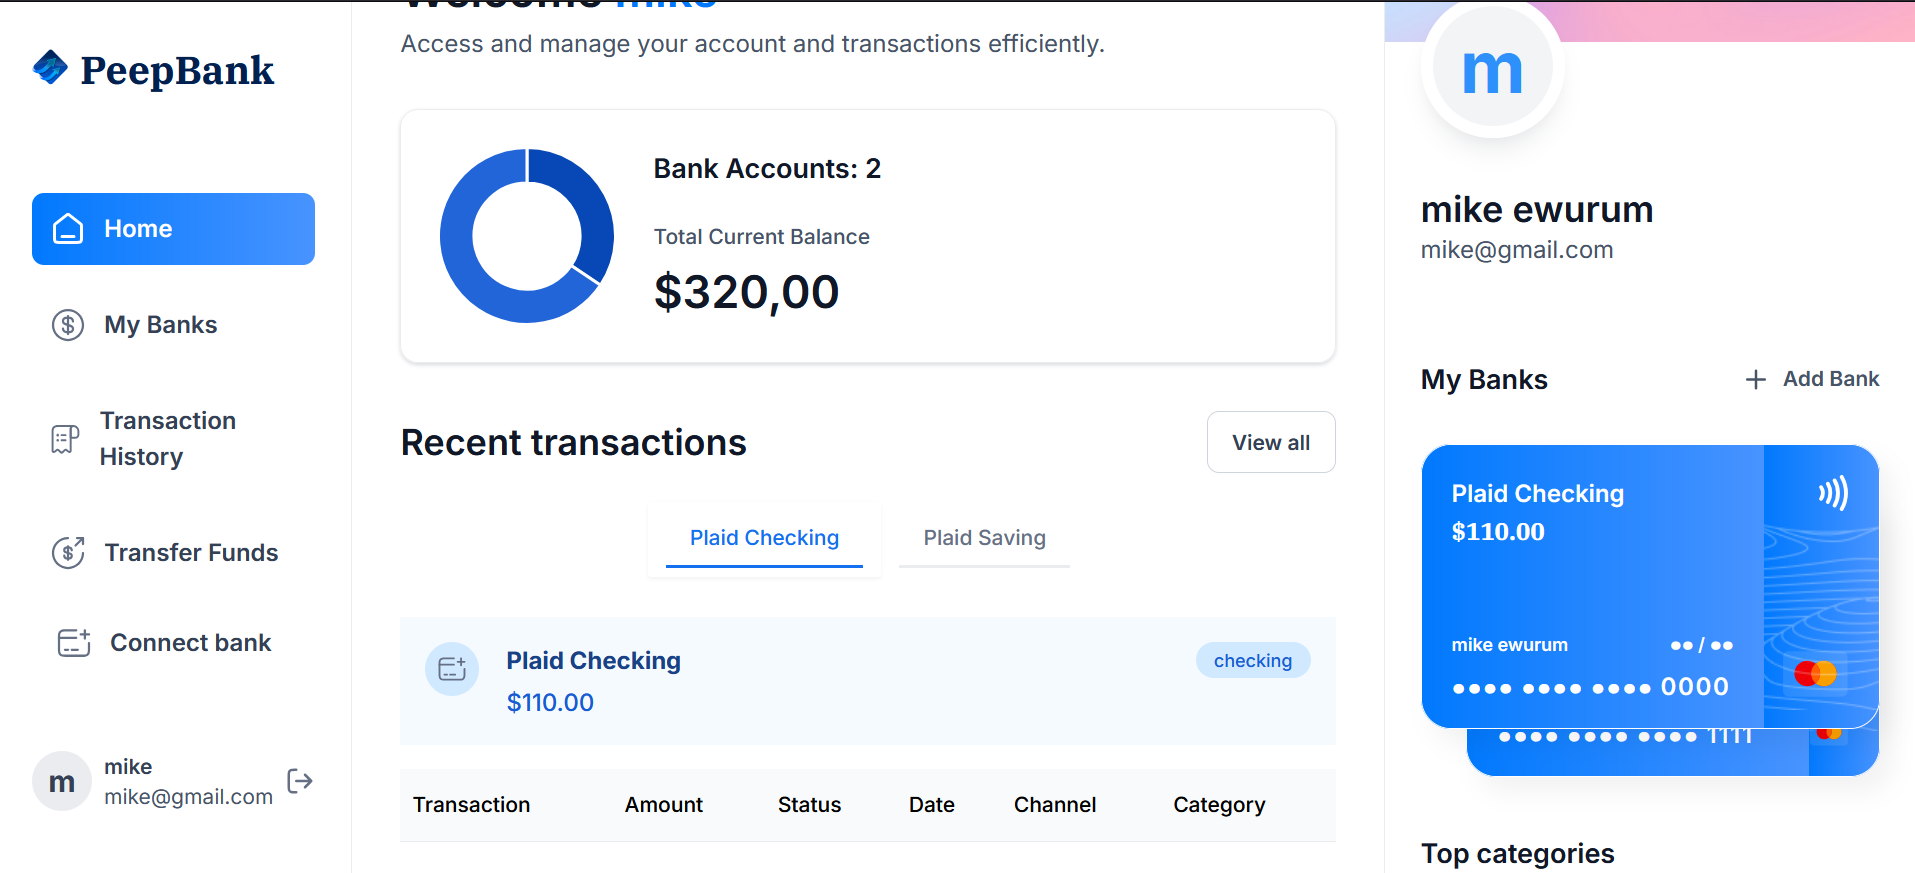 Welcome mike
Access and manage your account and transactions efficiently.
PeepBank
Home
My Banks
Transaction
History
Transfer Funds
Connect bank
m
mike
mike@gmail.com
Bank Accounts: 2
Total Current Balance
$320,00
Recent transactions
View all
Plaid Checking
Plaid Saving
Plaid Checking
$110.00
checking
Transaction Amount Status Date Channel Category
m
mike ewurum
mike@gmail.com
My Banks
+ Add Bank
Plaid Checking
$110.00
mike ewurum ●● / ●●
●●●● ●●●● ●●●● 0000
●●●● ●●●● ●●●● 1111
Top categories